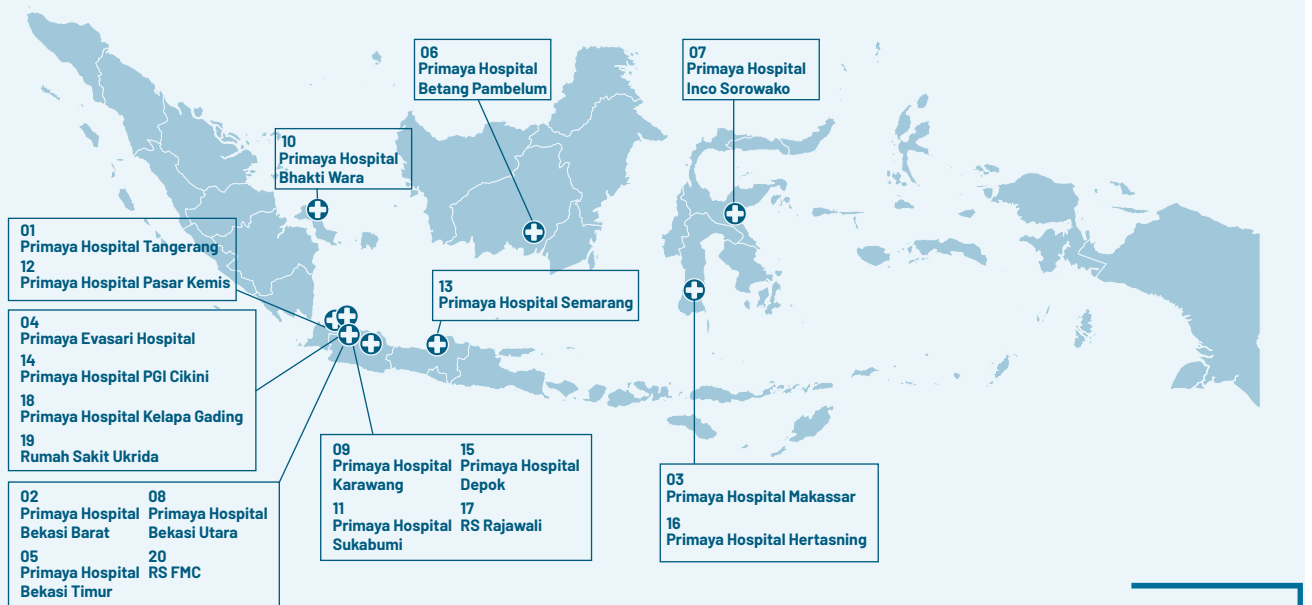 06
Primaya Hospital
Betang Pambelum
07
Primaya Hospital
Inco Sorowako
10
Primaya Hospital
Bhakti Wara
01
Primaya Hospital Tangerang
12
Primaya Hospital Pasar Kemis
13
Primaya Hospital Semarang
04
Primaya Evasari Hospital
14
Primaya Hospital PGI Cikini
18
Primaya Hospital Kelapa Gading
19
Rumah Sakit Ukrida
09
Primaya Hospital
Karawang
11
Primaya Hospital
Sukabumi
15
Primaya Hospital
Depok
17
RS Rajawali
03
Primaya Hospital Makassar
16
Primaya Hospital Hertasning
02
Primaya Hospital
Bekasi Barat
05
Primaya Hospital
Bekasi Timur
08
Primaya Hospital
Bekasi Utara
20
RS FMC